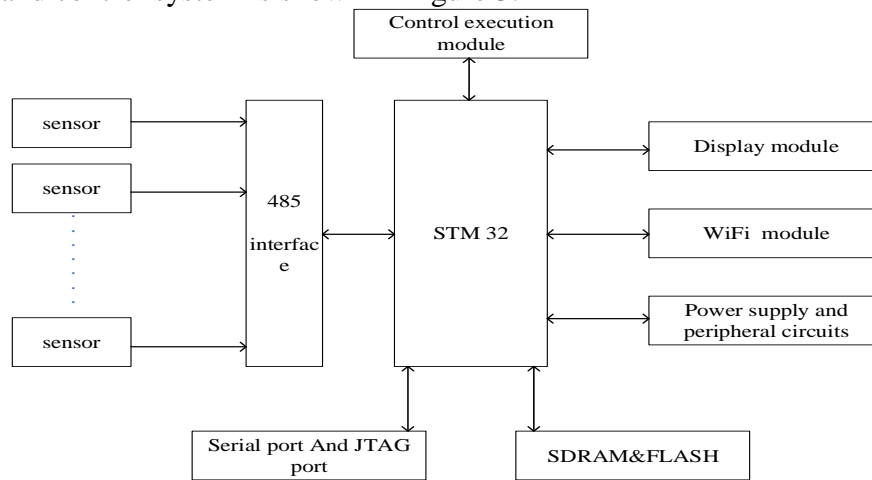 Control execution
module
sensor
sensor
sensor
485
interfac
e
STM 32
Display module
WiFi module
Power supply and
peripheral circuits
Serial port And JTAG
port
SDRAM&FLASH